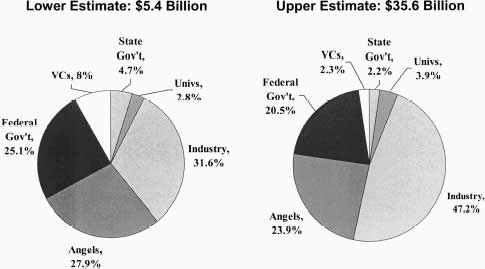 Lower Estimate: $5.4 Billion
State
Gov't,
4.7%
VCs, 8%
Univs,
2.8%
Federal
Gov't,
25.1%
Industry,
31.6%
Angels,
27.9%
Upper Estimate: $35.6 Billion
VCs,
2.3%
State
Gov't,
2.2%
Univs,
3.9%
Federal
Gov't,
20.5%
Industry,
47.2%
Angels,
23.9%